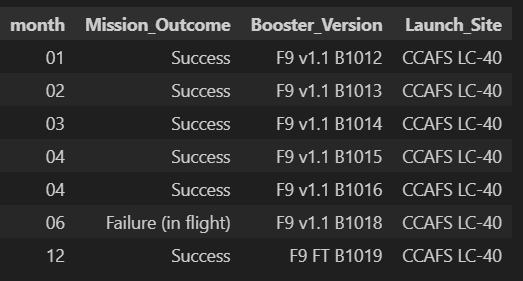 month Mission_Outcome Booster_Version Launch_Site
01 Success F9 v1.1 B1012 CCAFS LC-40
02 Success F9 v1.1 B1013 CCAFS LC-40
03 Success F9 v1.1 B1014 CCAFS LC-40
04 Success F9 v1.1 B1015 CCAFS LC-40
04 Success F9 v1.1 B1016 CCAFS LC-40
06 Failure (in flight) F9 v1.1 B1018 CCAFS LC-40
12 Success F9 FT B1019 CCAFS LC-40